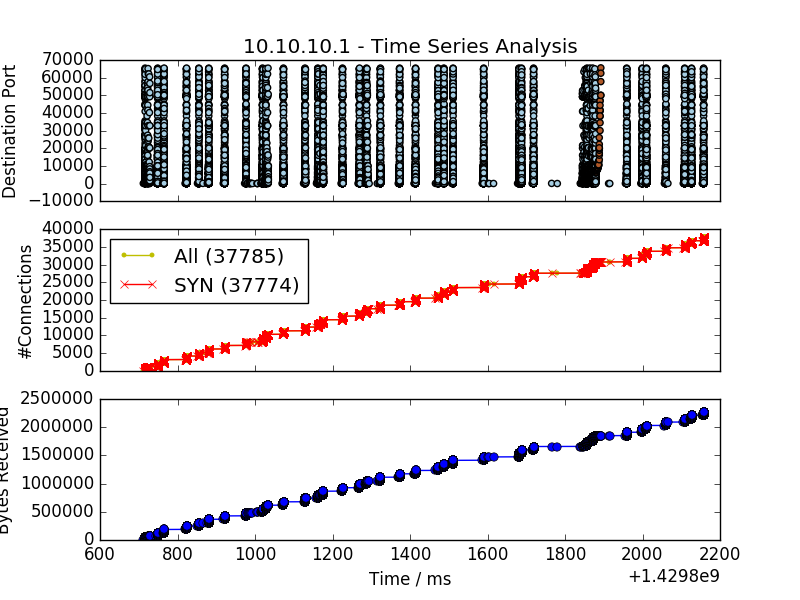 10.10.10.1 - Time Series Analysis
70000
60000
50000
40000
30000
20000
10000
0
−10000
Destination Port
40000
35000
30000
25000
20000
15000
10000
5000
0
#Connections
All (37785)
SYN (37774)
2500000
2000000
1500000
1000000
500000
0
Bytes Received
600 800 1000 1200 1400 1600 1800 2000 2200
Time / ms
+1.4298e9